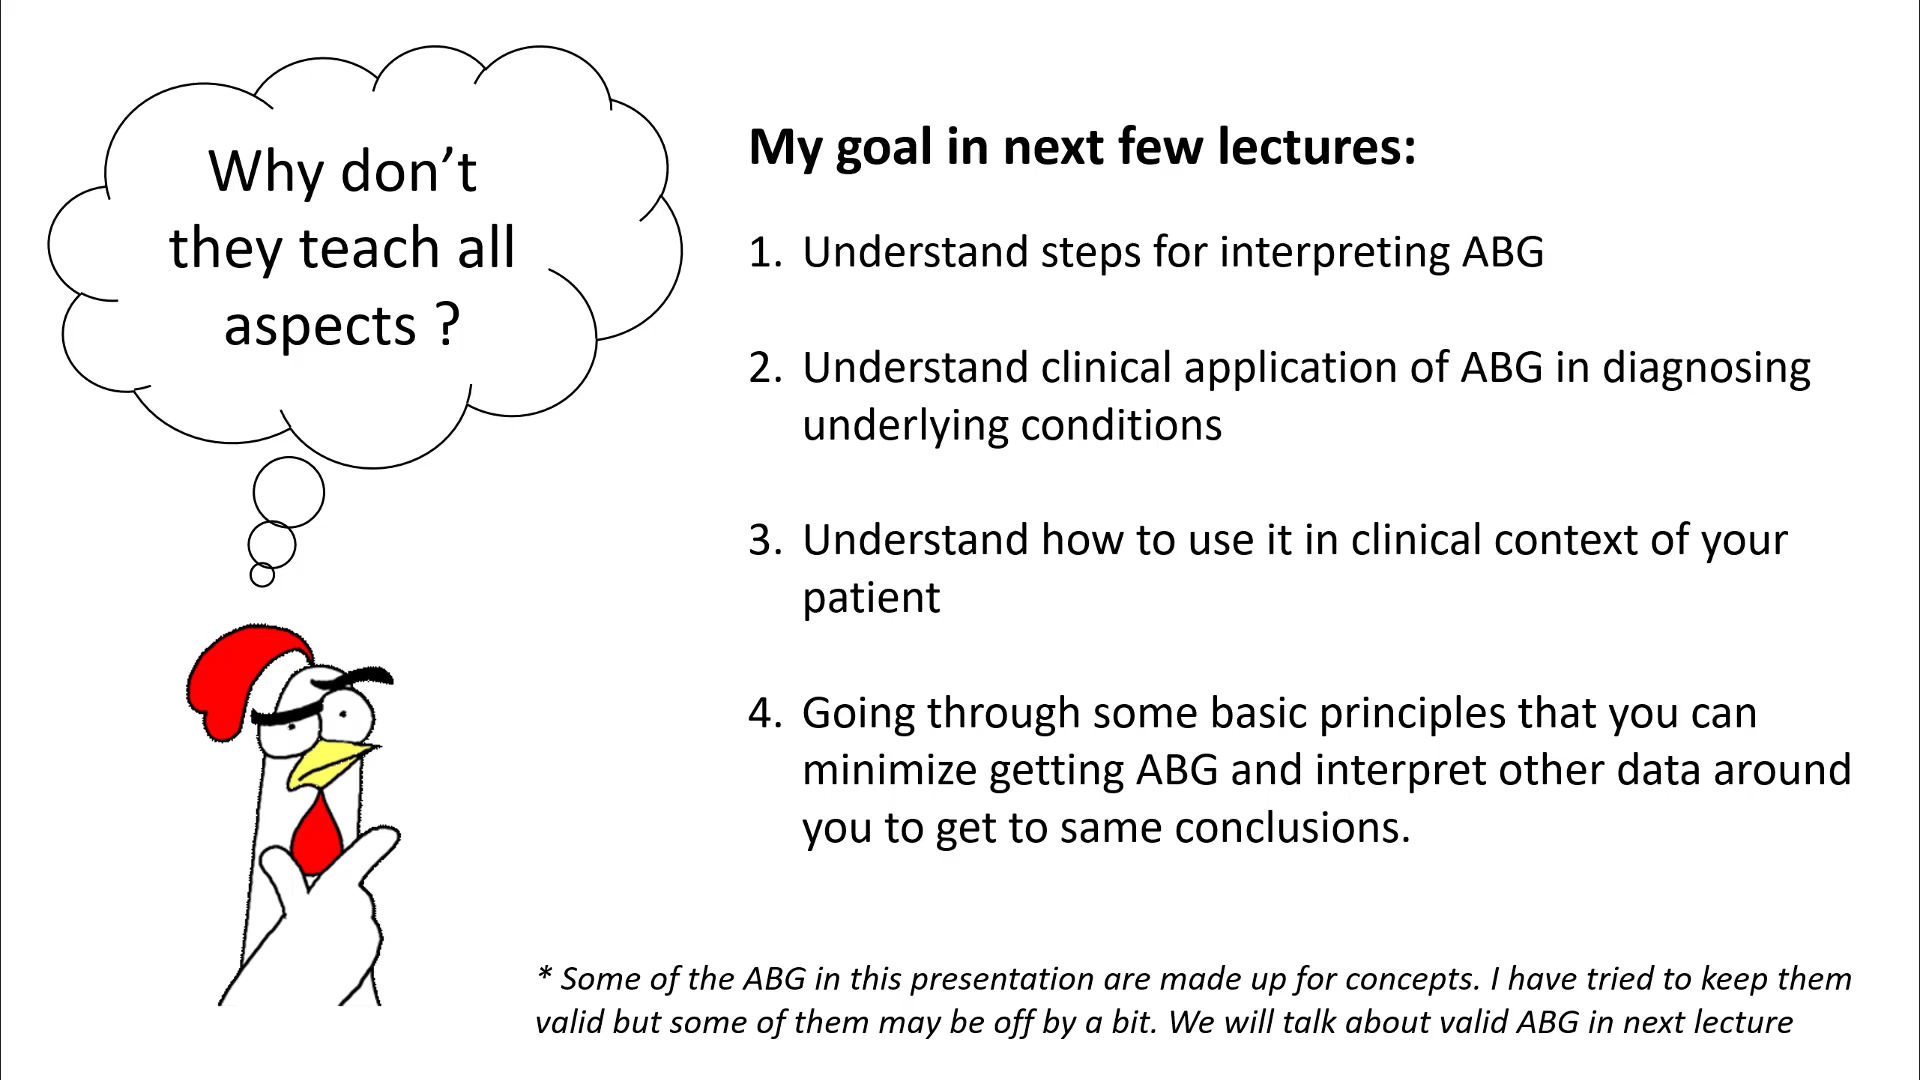 Why don’t
they teach all
aspects ?
My goal in next few lectures:
1. Understand steps for interpreting ABG
2. Understand clinical application of ABG in diagnosing
underlying conditions
3. Understand how to use it in clinical context of your
patient
4. Going through some basic principles that you can
minimize getting ABG and interpret other data around
you to get to same conclusions.
* Some of the ABG in this presentation are made up for concepts. I have tried to keep them
valid but some of them may be off by a bit. We will talk about valid ABG in next lecture